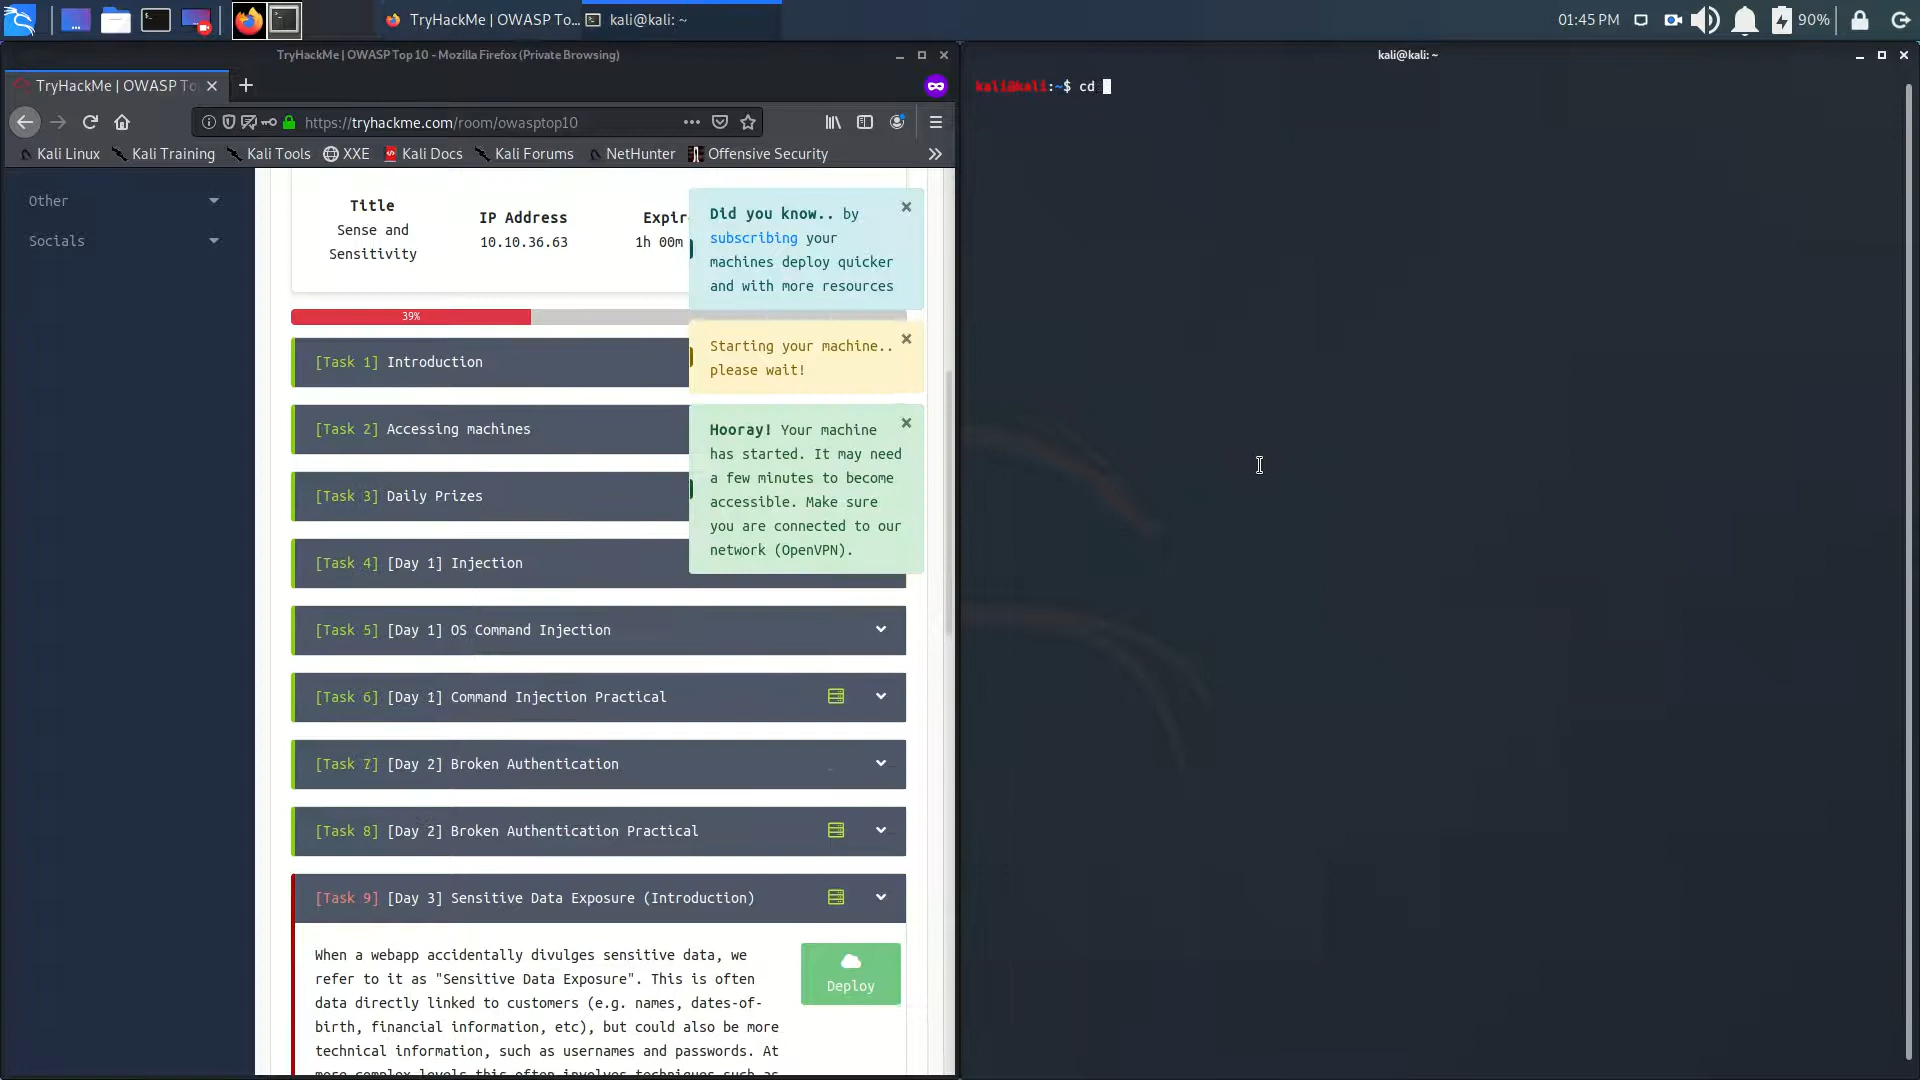 TryHackMe | OWASP To...
kali@kali: ~
01:45 PM
90%
TryHackMe | OWASP Top 10 - Mozilla Firefox (Private Browsing)
kali@kali: ~
TryHackMe | OWASP To
https://tryhackme.com/room/owasptop10
Kali Linux
Kali Training
Kali Tools
XXE
Kali Docs
Kali Forums
NetHunter
Offensive Security
kali@kali:~$ cd
Other
Socials
Title
Sense and
Sensitivity
IP Address
10.10.36.63
Expir
1h 00m
Did you know.. by
subscribing your
machines deploy quicker
and with more resources
39%
Starting your machine..
please wait!
Hooray! Your machine
has started. It may need
a few minutes to become
accessible. Make sure
you are connected to our
network (OpenVPN).
[Task 1] Introduction
[Task 2] Accessing machines
[Task 3] Daily Prizes
[Task 4] [Day 1] Injection
[Task 5] [Day 1] OS Command Injection
[Task 6] [Day 1] Command Injection Practical
[Task 7] [Day 2] Broken Authentication
[Task 8] [Day 2] Broken Authentication Practical
[Task 9] [Day 3] Sensitive Data Exposure (Introduction)
When a webapp accidentally divulges sensitive data, we
refer to it as "Sensitive Data Exposure". This is often
data directly linked to customers (e.g. names, dates-of-
birth, financial information, etc), but could also be more
technical information, such as usernames and passwords. At
more complex levels this often involves techniques such as
Deploy